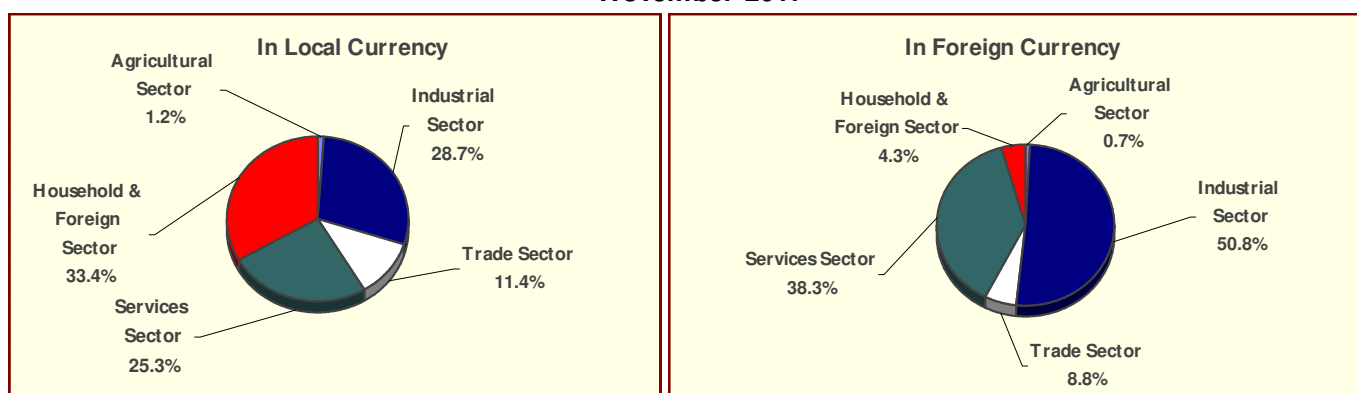 In Local Currency
Agricultural
Sector
1.2%
Industrial
Sector
28.7%
Household &
Foreign
Sector
33.4%
Trade Sector
11.4%
Services
Sector
25.3%
In Foreign Currency
Household &
Foreign Sector
4.3%
Agricultural
Sector
0.7%
Industrial
Sector
50.8%
Services Sector
38.3%
Trade Sector
8.8%